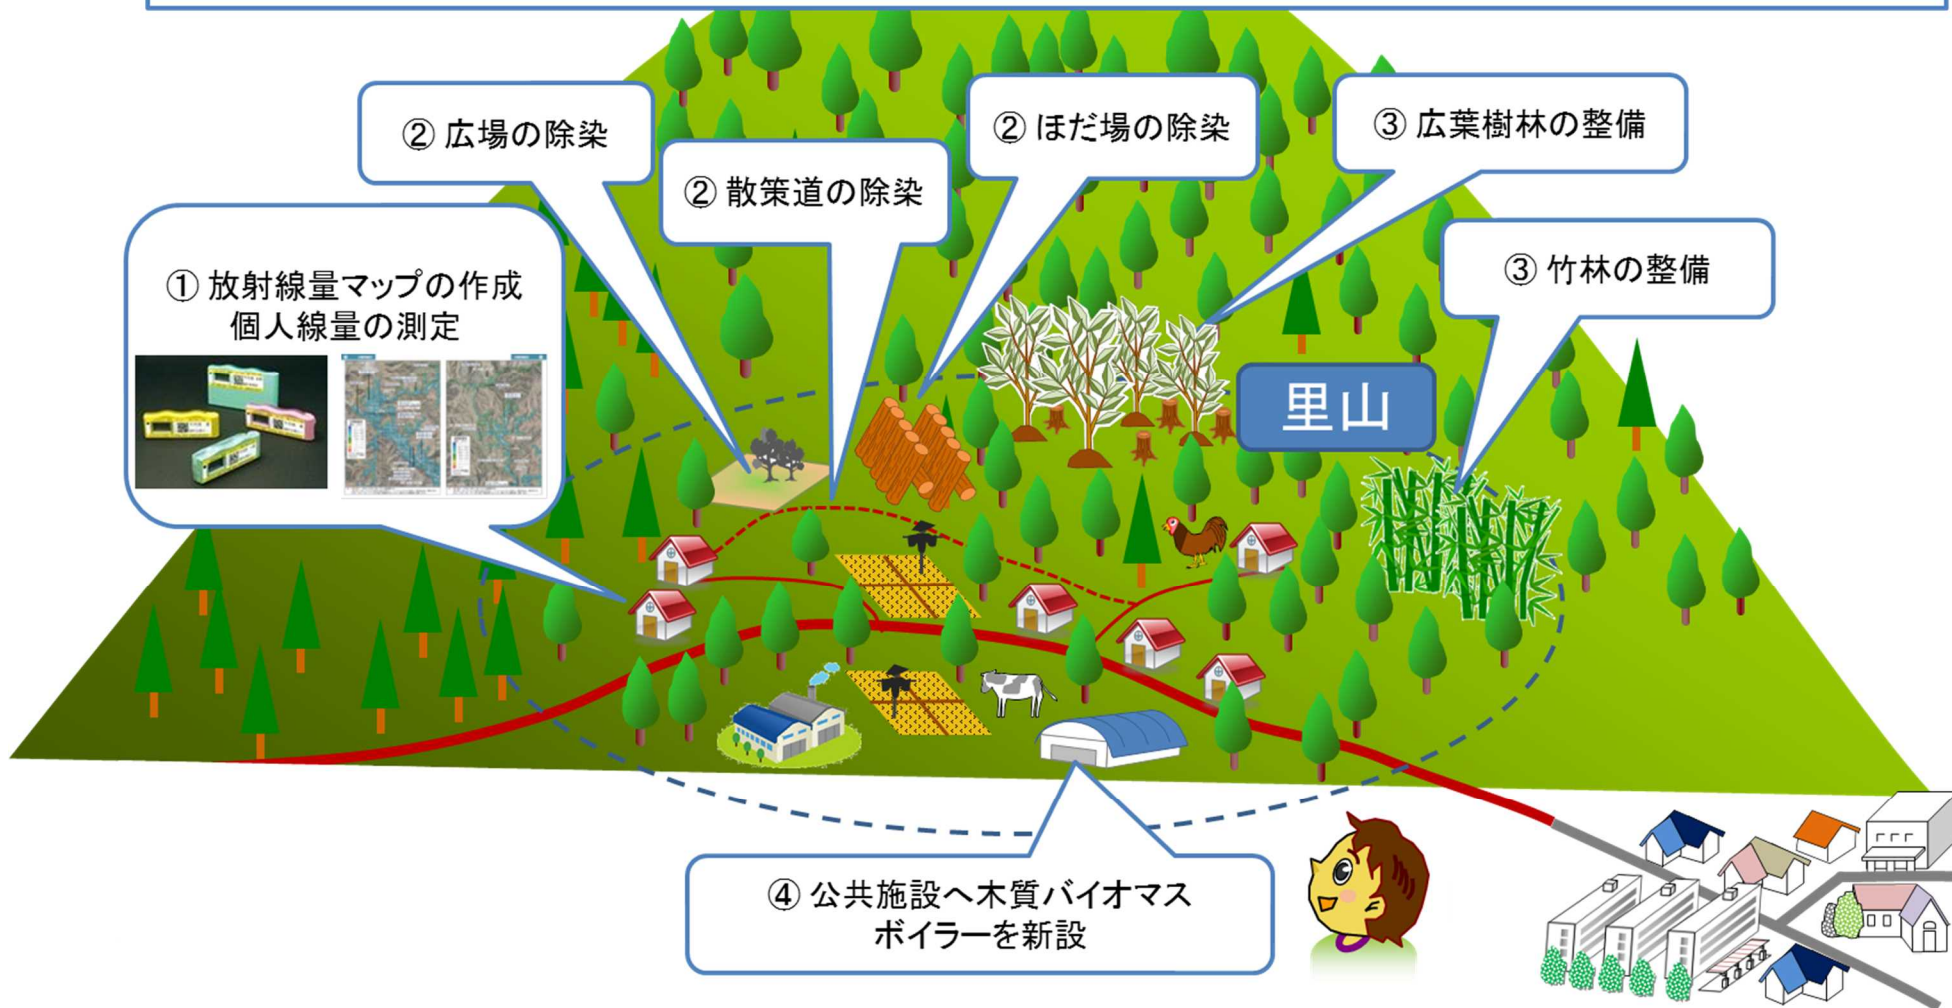 ② 広場の除染
② 散策道の除染
② ほだ場の除染
③ 広葉樹林の整備
③ 竹林の整備
① 放射線量マップの作成
個人線量の測定
里山
④ 公共施設へ木質バイオマス
ボイラーを新設